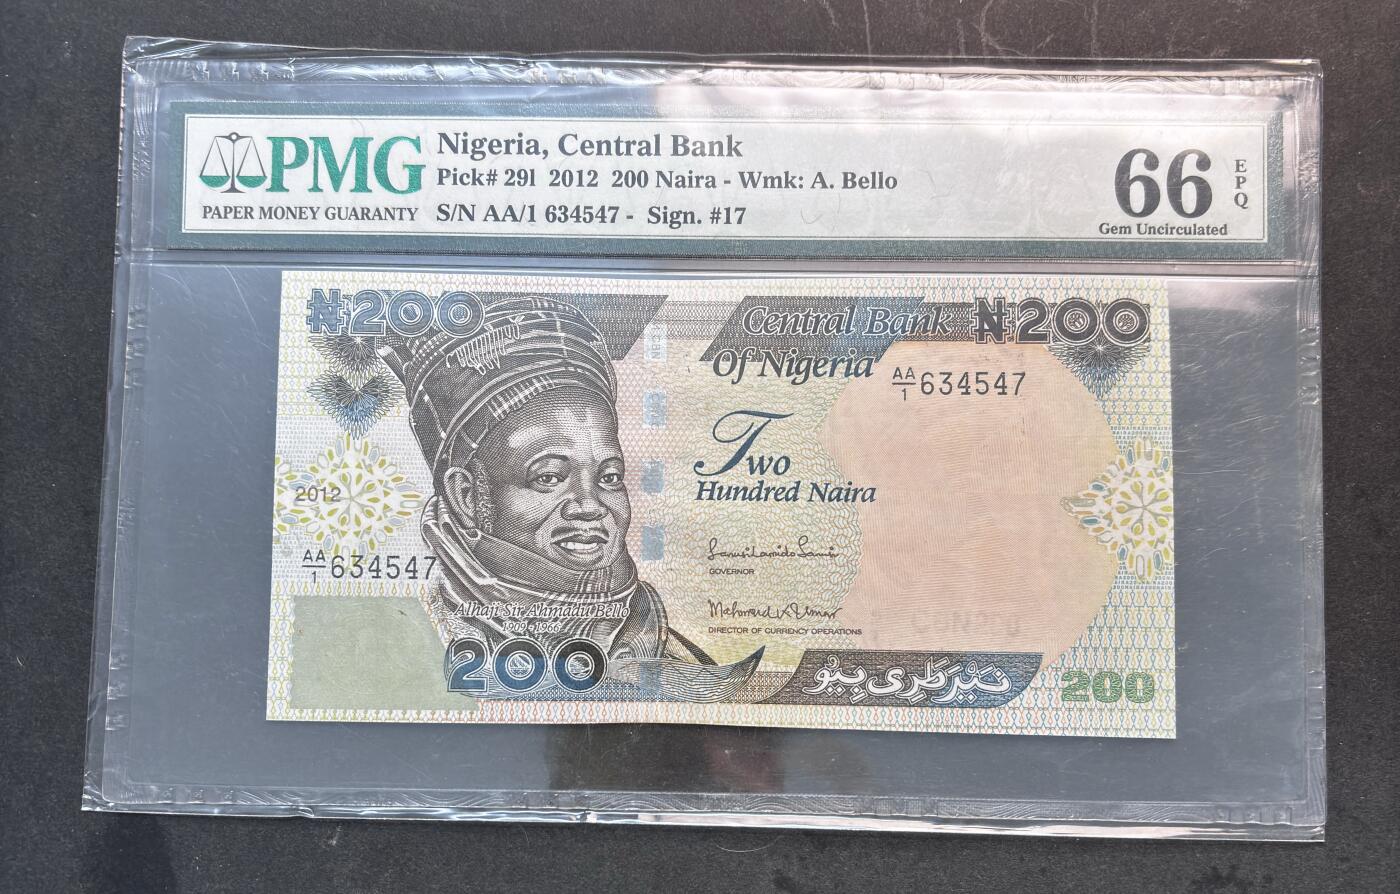 PMG
PAPER MONEY GUARANTY
Nigeria, Central Bank
Pick# 29l 2012 200 Naira - Wmk: A. Bello
S/N AA/1 634547 - Sign. #17
66
EPQ
Gem Uncirculated
₦200
Central Bank
Of Nigeria
₦200
AA/1 634547
Two
Hundred Naira
2012
AA/1 634547
GOVERNOR
DIRECTOR OF CURRENCY OPERATIONS
Alhaji Sir Ahmadu Bello
1909-1966
200
نَيْرَ طَرِى بِيُو
200